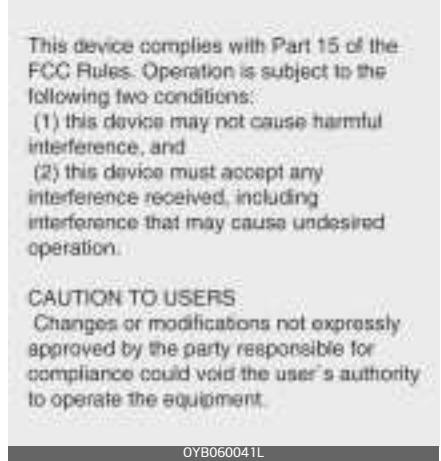 This device complies with Part 15 of the
FCC Rules. Operation is subject to the
following two conditions:
(1) this device may not cause harmful
interference, and
(2) this device must accept any
interference received, including
interference that may cause undesired
operation.
CAUTION TO USERS
Changes or modifications not expressly
approved by the party responsible for
compliance could void the user´s authority
to operate the equipment.
OYB060041L